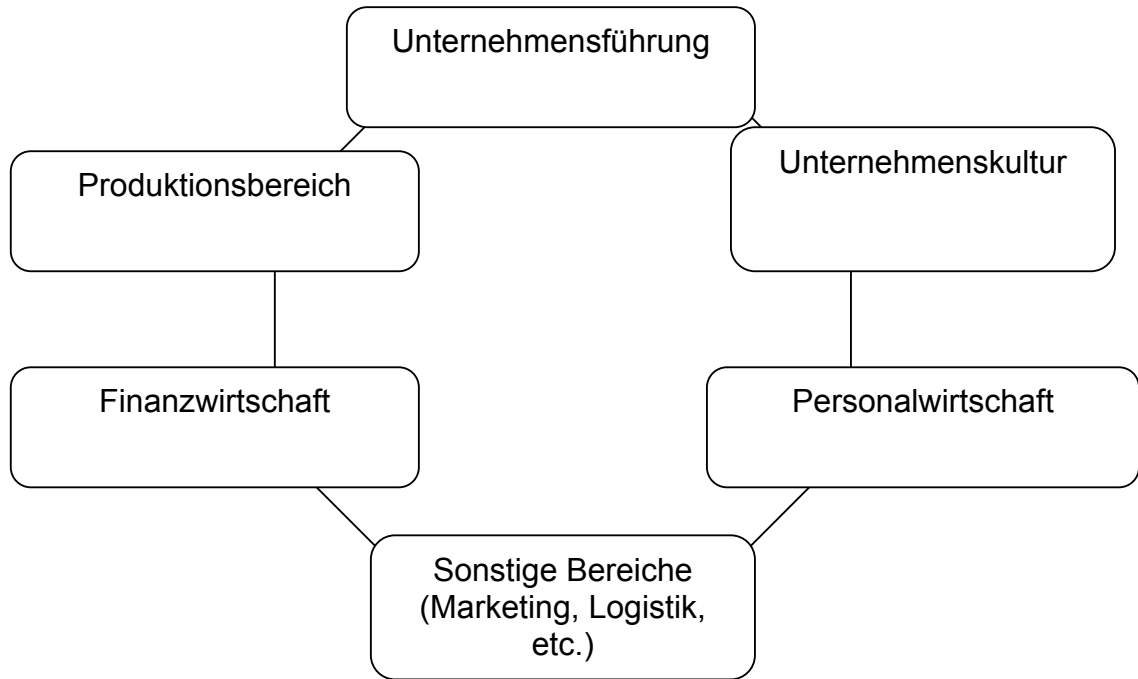 Unternehmensführung
Unternehmenskultur
Produktionsbereich
Finanzwirtschaft
Personalwirtschaft
Sonstige Bereiche
(Marketing, Logistik,
etc.)